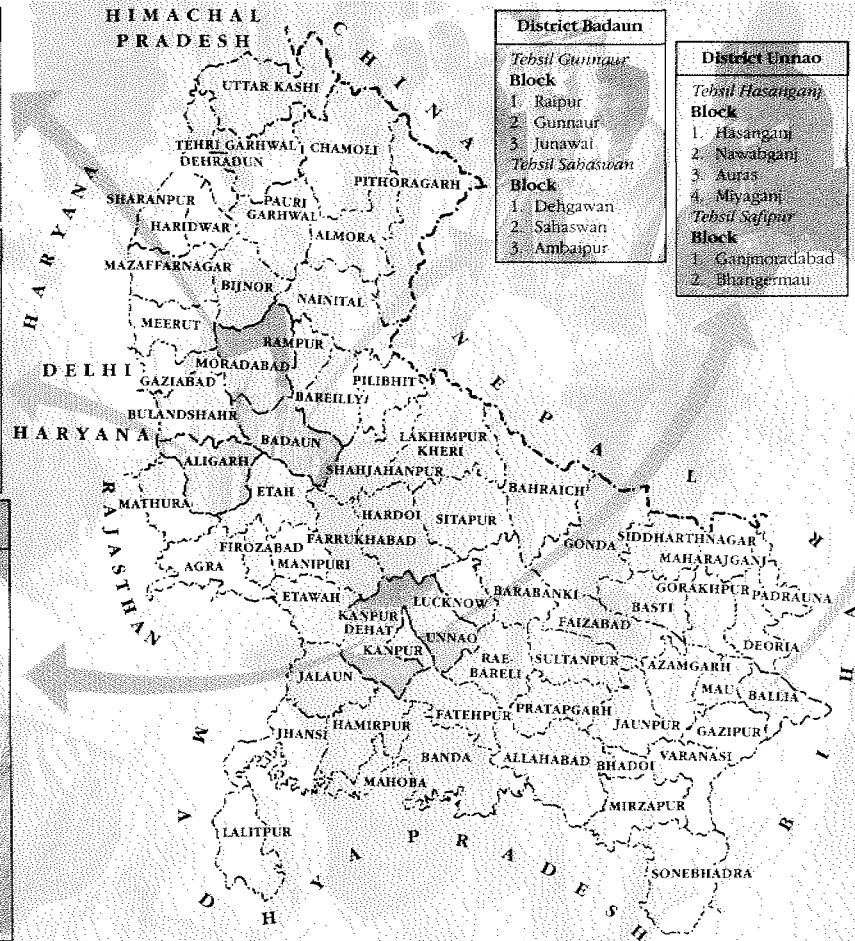 HIMACHAL
PRADESH
CHINA
UTTAR KASHI
TEHRI GARHWAL
DEHRADUN
CHAMOLI
PITHORAGARH
HARYANA
SHARANPUR
HARIDWAR
PAURI
GARHWAL
ALMORA
MAZAFFARNAGAR
BIJNOR
NAINITAL
MEERUT
RAMPUR
MORADABAD
DELHI
GAZIABAD
BAREILLY
PILIBHIT
NEPAL
BULANDSHAHR
HARYANA
BADAUN
LAKHIMPUR
KHERI
ALIGARH
SHAHJAHANPUR
RAJASTHAN
MATHURA
ETAH
BAHRAICH
HARDOI
SITAPUR
FIROZABAD
FARRUKHABAD
GONDA
SIDDHARTHNAGAR
MAHARAJGANJ
AGRA
MANIPURI
ETAWAH
LUCKNOW
BARABANKI
GORAKHPUR
PADRAUNA
BASTI
KANPUR
DEHAT
UNNAO
FAIZABAD
DEORIA
KANPUR
RAE-
BARELI
SULTANPUR
AZAMGARH
JALAUN
MAU
BALLIA
JHANSI
HAMIRPUR
FATEHPUR
PRATAPGARH
JAUNPUR
GAZIPUR
BANDA
ALLAHABAD
BHADOI
VARANASI
MAHOBA
MIRZAPUR
LALITPUR
SONEBHADRA
BIHAR
M A DHYA PRADESH
District Badaun
Tehsil Gunnaur
Block
1. Raipur
2. Gunnaur
3. Junawai
Tehsil Sahaswan
Block
1. Dehgawan
2. Sahaswan
3. Ambaipur
District Unnao
Tehsil Hasanganj
Block
1. Hasanganj
2. Nawabganj
3. Auras
4. Miyaganj
Tehsil Safipur
Block
1. Ganjmoradabad
2. Bhangermau